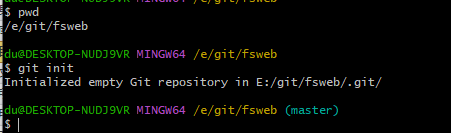 $ pwd
/e/git/fsweb
du@DESKTOP-NUDJ9VR MINGW64 /e/git/fsweb
$ git init
Initialized empty Git repository in E:/git/fsweb/.git/
du@DESKTOP-NUDJ9VR MINGW64 /e/git/fsweb (master)
$